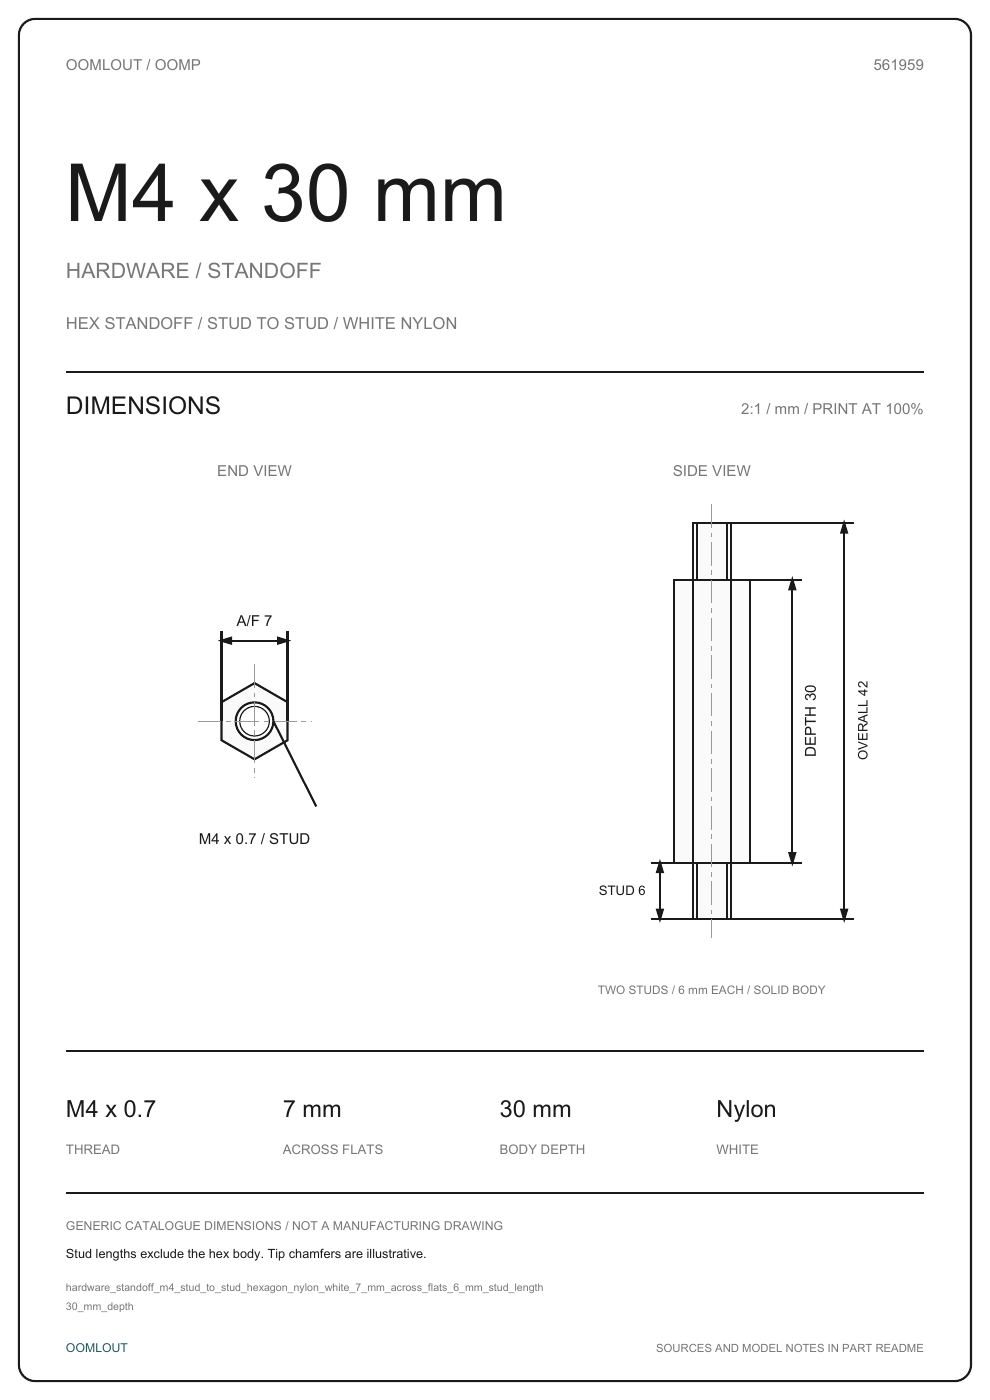 OOMLOUT / OOMP
561959
M4 x 30 mm
HARDWARE / STANDOFF
HEX STANDOFF / STUD TO STUD / WHITE NYLON
DIMENSIONS
2:1 / mm / PRINT AT 100%
END VIEW
SIDE VIEW
A/F 7
M4 x 0.7 / STUD
DEPTH 30
OVERALL 42
STUD 6
TWO STUDS / 6 mm EACH / SOLID BODY
M4 x 0.7
7 mm
30 mm
Nylon
THREAD
ACROSS FLATS
BODY DEPTH
WHITE
GENERIC CATALOGUE DIMENSIONS / NOT A MANUFACTURING DRAWING
Stud lengths exclude the hex body. Tip chamfers are illustrative.
hardware_standoff_m4_stud_to_stud_hexagon_nylon_white_7_mm_across_flats_6_mm_stud_length
30_mm_depth
OOMLOUT
SOURCES AND MODEL NOTES IN PART README